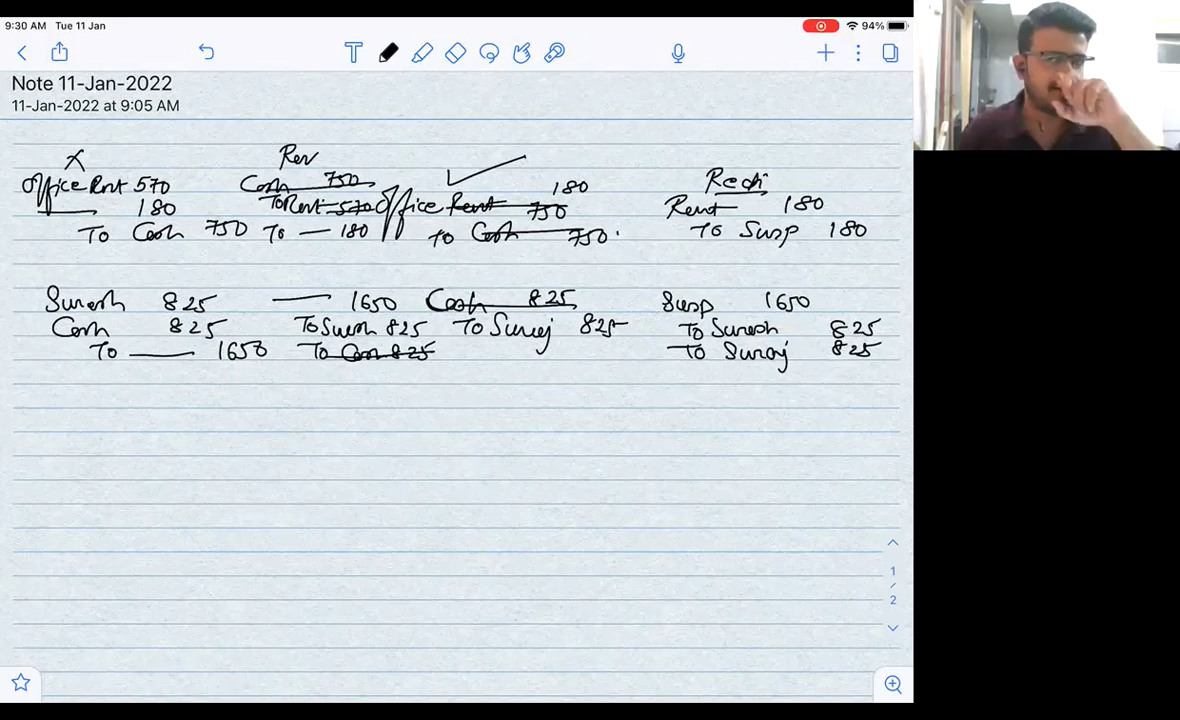 9:30 AM Tue 11 Jan
94%
T
Note 11-Jan-2022
11-Jan-2022 at 9:05 AM
X Rev Recti
Office Rent 570 Cash 750 180
180 To Rent 570 Office Rent 750 Rent 180
To Cash 750 To — 180 To Cash 750 To Susp 180
Suresh 825 — 1650 Cash 825 Susp 1650
Cash 825 To Suresh 825 To Suraj 825 To Suresh 825
To — 1650 To Cash 825 To Suraj 825
1
/
2